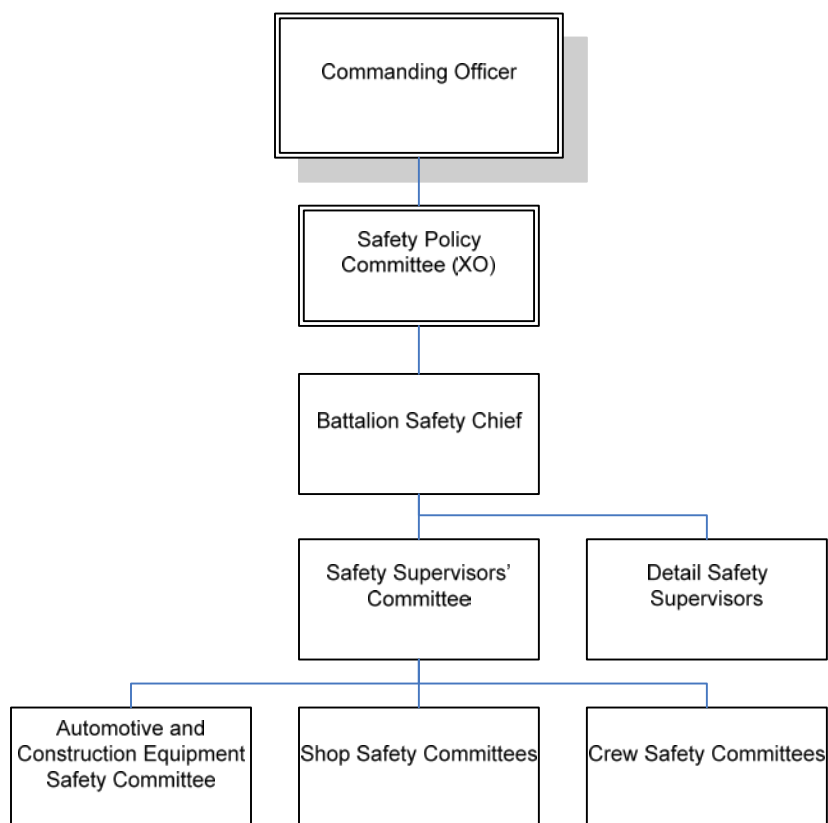 Commanding Officer
Safety Policy
Committee (XO)
Battalion Safety Chief
Safety Supervisors’
Committee
Detail Safety
Supervisors
Automotive and
Construction Equipment
Safety Committee
Shop Safety Committees
Crew Safety Committees